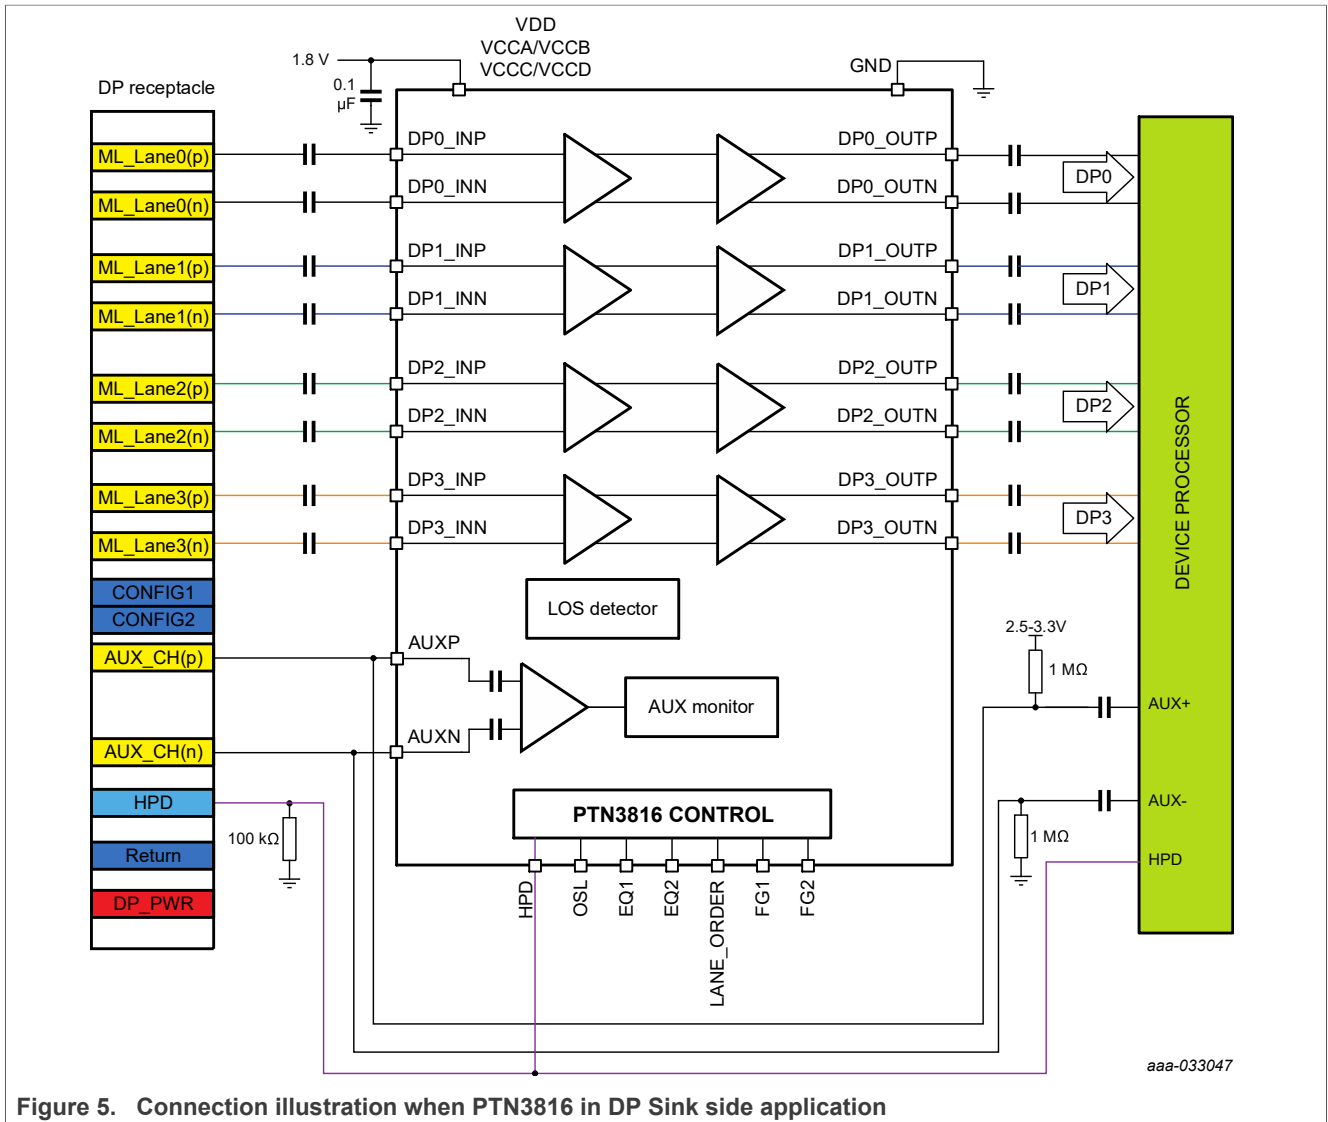 VDD
VCCA/VCCB
VCCC/VCCD
1.8 V
0.1
µF
GND
DP receptacle
ML_Lane0(p)
ML_Lane0(n)
ML_Lane1(p)
ML_Lane1(n)
ML_Lane2(p)
ML_Lane2(n)
ML_Lane3(p)
ML_Lane3(n)
CONFIG1
CONFIG2
AUX_CH(p)
AUX_CH(n)
HPD
Return
DP_PWR
100 kΩ
DP0_INP
DP0_INN
DP1_INP
DP1_INN
DP2_INP
DP2_INN
DP3_INP
DP3_INN
DP0_OUTP
DP0_OUTN
DP1_OUTP
DP1_OUTN
DP2_OUTP
DP2_OUTN
DP3_OUTP
DP3_OUTN
LOS detector
AUXP
AUXN
AUX monitor
PTN3816 CONTROL
HPD
OSL
EQ1
EQ2
LANE_ORDER
FG1
FG2
DP0
DP1
DP2
DP3
DEVICE PROCESSOR
2.5-3.3V
1 MΩ
AUX+
1 MΩ
AUX-
HPD
aaa-033047
Figure 5. Connection illustration when PTN3816 in DP Sink side application